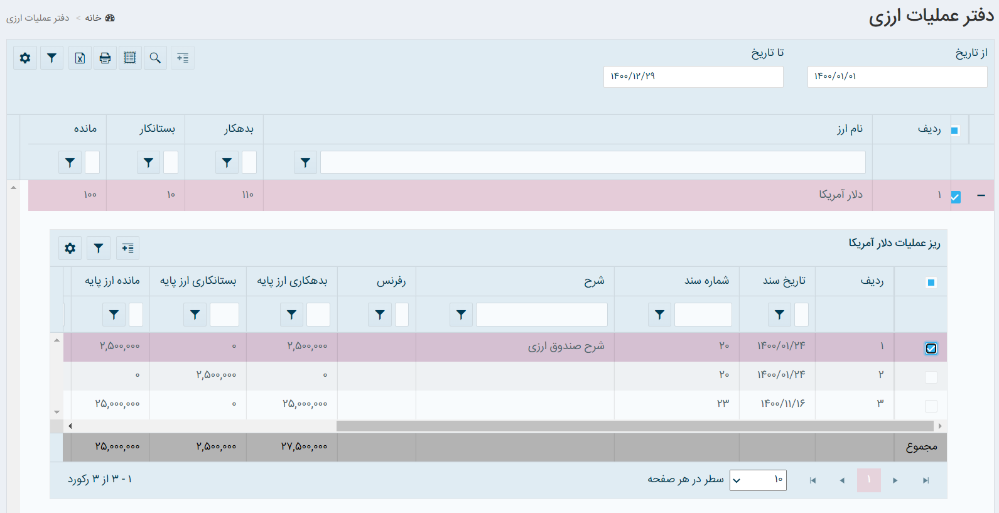 دفتر عملیات ارزی
خانه > دفتر عملیات ارزی
از تاریخ
تا تاریخ
۱۴۰۰/۰۱/۰۱
۱۴۰۰/۱۲/۲۹
ردیف نام ارز بدهکار بستانکار مانده
۱ دلار آمریکا ۱۱۰ ۱۰ ۱۰۰
ریز عملیات دلار آمریکا
ردیف تاریخ سند شماره سند شرح رفرنس بدهکاری ارز پایه بستانکاری ارز پایه مانده ارز پایه
۱ ۱۴۰۰/۰۱/۲۴ ۲۰ شرح صندوق ارزی ۲,۵۰۰,۰۰۰ ۰ ۲,۵۰۰,۰۰۰
۲ ۱۴۰۰/۰۱/۲۴ ۲۰ ۰ ۲,۵۰۰,۰۰۰ ۰
۳ ۱۴۰۰/۱۱/۱۶ ۲۳ ۲۵,۰۰۰,۰۰۰ ۰ ۲۵,۰۰۰,۰۰۰
مجموع ۲۷,۵۰۰,۰۰۰ ۲,۵۰۰,۰۰۰ ۲۵,۰۰۰,۰۰۰
۱ ۱۰ سطر در هر صفحه ۱ - ۳ از ۳ رکورد